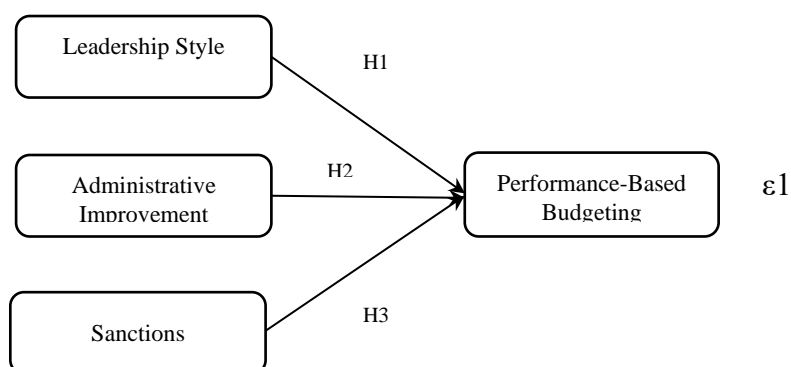 Leadership Style
H1
H2
Administrative
Improvement
Performance-Based
Budgeting
ε1
H3
Sanctions